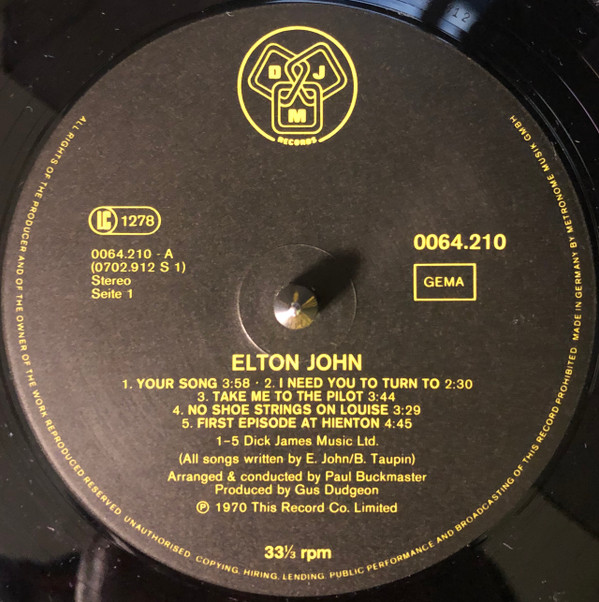 12
D J
M
RECORDS
LC 1278
0064.210 - A
(0702.912 S 1)
Stereo
Seite 1
0064.210
GEMA
ELTON JOHN
1. YOUR SONG 3:58 · 2. I NEED YOU TO TURN TO 2:30
3. TAKE ME TO THE PILOT 3:44
4. NO SHOE STRINGS ON LOUISE 3:29
5. FIRST EPISODE AT HIENTON 4:45
1-5 Dick James Music Ltd.
(All songs written by E. John/B. Taupin)
Arranged & conducted by Paul Buckmaster
Produced by Gus Dudgeon
℗ 1970 This Record Co. Limited
33⅓ rpm
ALL RIGHTS OF THE PRODUCER AND OF THE OWNER OF THE WORK REPRODUCED RESERVED. UNAUTHORISED COPYING, HIRING, LENDING, PUBLIC PERFORMANCE AND BROADCASTING OF THIS RECORD PROHIBITED. MADE IN GERMANY BY METRONOME MUSIK GMBH